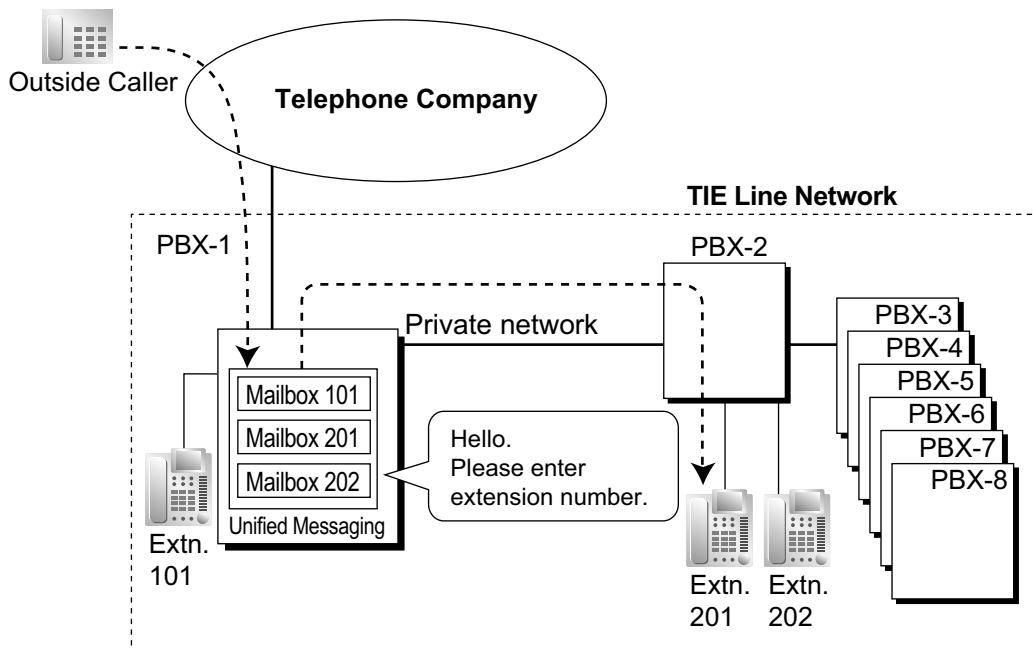 Outside Caller
Telephone Company
TIE Line Network
PBX-1
PBX-2
Private network
PBX-3
PBX-4
PBX-5
PBX-6
PBX-7
PBX-8
Mailbox 101
Mailbox 201
Mailbox 202
Unified Messaging
Hello.
Please enter
extension number.
Extn.
101
Extn.
201
Extn.
202